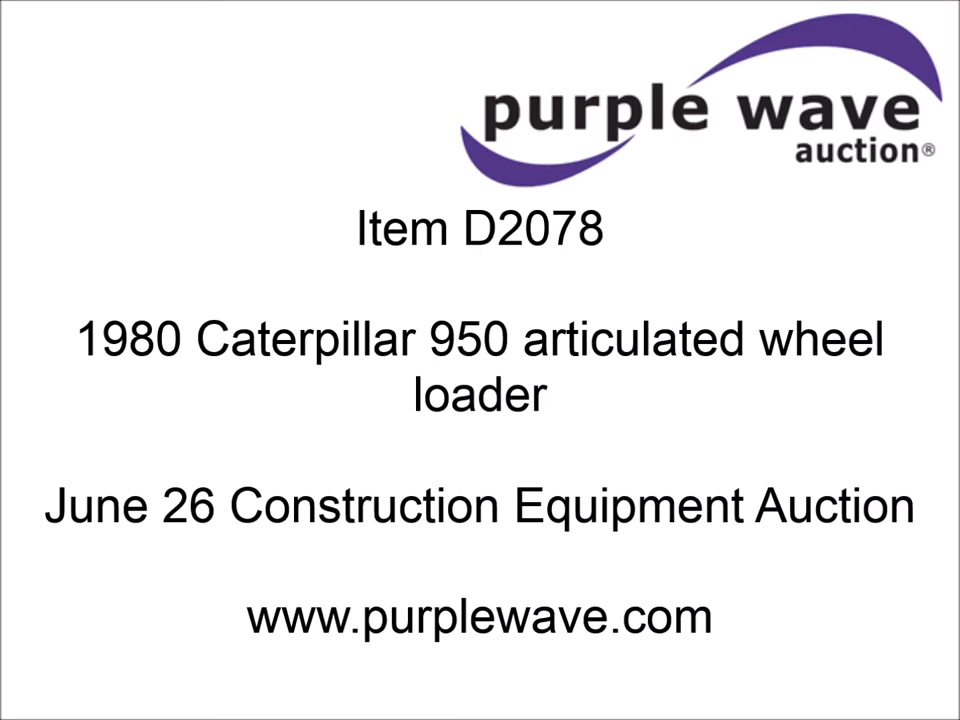 purple wave
auction®
Item D2078
1980 Caterpillar 950 articulated wheel
loader
June 26 Construction Equipment Auction
www.purplewave.com